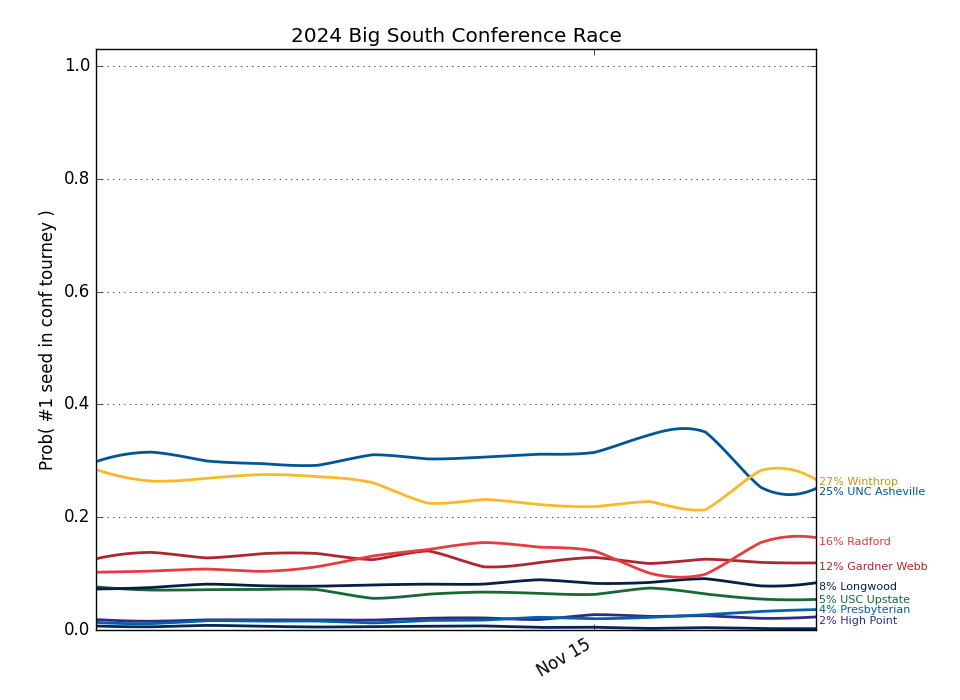 2024 Big South Conference Race
1.0
0.8
0.6
0.4
0.2
0.0
Prob( #1 seed in conf tourney )
27% Winthrop
25% UNC Asheville
16% Radford
12% Gardner Webb
8% Longwood
5% USC Upstate
4% Presbyterian
2% High Point
Nov 15